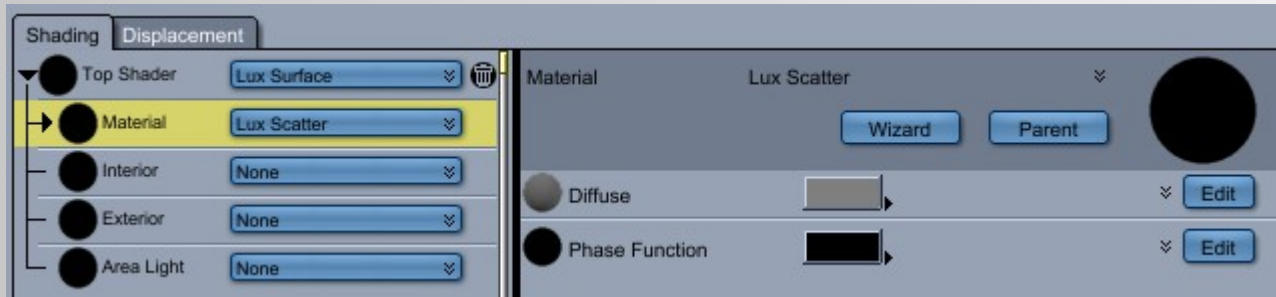 Shading Displacement
Top Shader Lux Surface
Material Lux Scatter
Interior None
Exterior None
Area Light None
Material Lux Scatter
Wizard Parent
Diffuse Edit
Phase Function Edit